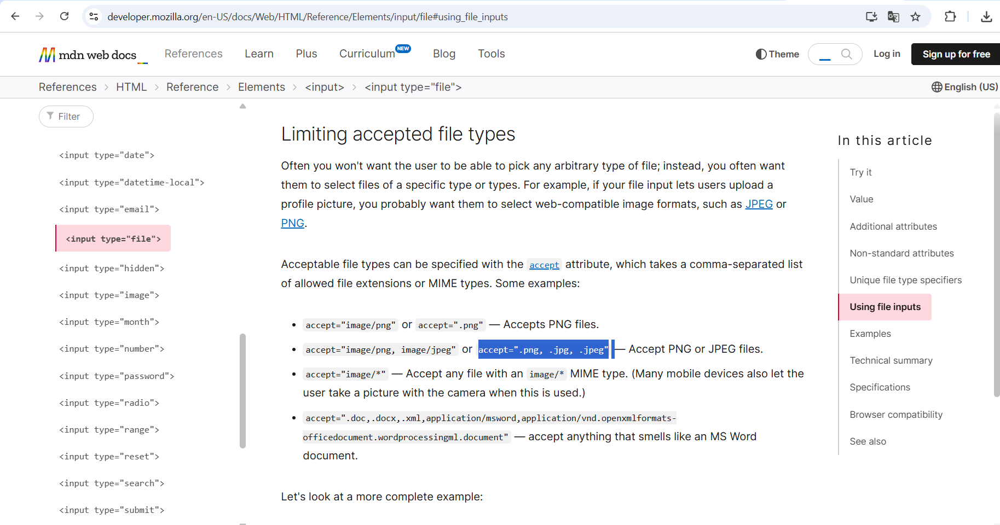 developer.mozilla.org/en-US/docs/Web/HTML/Reference/Elements/input/file#using_file_inputs
mdn web docs
References
Learn
Plus
Curriculum NEW
Blog
Tools
Theme
Log in
Sign up for free
References > HTML > Reference > Elements > <input> > <input type="file">
English (US)
Filter
<input type="date">
<input type="datetime-local">
<input type="email">
<input type="file">
<input type="hidden">
<input type="image">
<input type="month">
<input type="number">
<input type="password">
<input type="radio">
<input type="range">
<input type="reset">
<input type="search">
<input type="submit">
Limiting accepted file types
Often you won't want the user to be able to pick any arbitrary type of file; instead, you often want
them to select files of a specific type or types. For example, if your file input lets users upload a
profile picture, you probably want them to select web-compatible image formats, such as JPEG or
PNG.
Acceptable file types can be specified with the accept attribute, which takes a comma-separated list
of allowed file extensions or MIME types. Some examples:
• accept="image/png" or accept=".png" — Accepts PNG files.
• accept="image/png, image/jpeg" or accept=".png, .jpg, .jpeg" — Accept PNG or JPEG files.
• accept="image/*" — Accept any file with an image/* MIME type. (Many mobile devices also let the
user take a picture with the camera when this is used.)
• accept=".doc,.docx,.xml,application/msword,application/vnd.openxmlformats-
officedocument.wordprocessingml.document" — accept anything that smells like an MS Word
document.
Let's look at a more complete example:
In this article
Try it
Value
Additional attributes
Non-standard attributes
Unique file type specifiers
Using file inputs
Examples
Technical summary
Specifications
Browser compatibility
See also